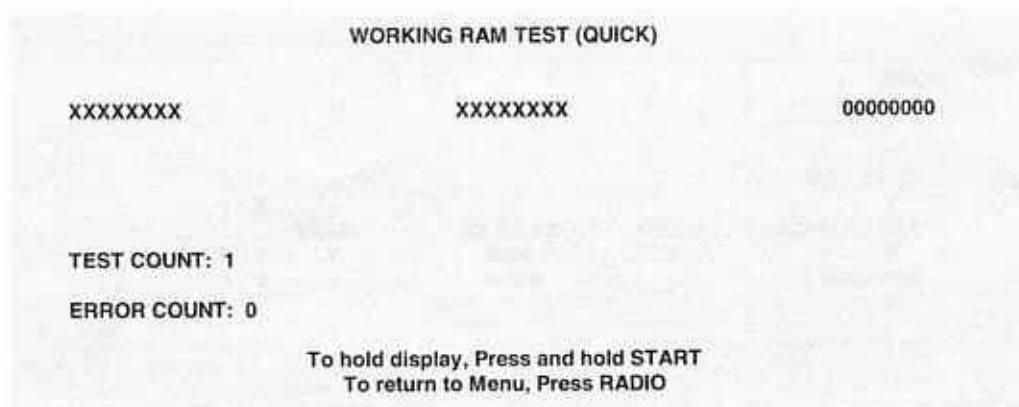 WORKING RAM TEST (QUICK)
XXXXXXXX XXXXXXXX 00000000
TEST COUNT: 1
ERROR COUNT: 0
To hold display, Press and hold START
To return to Menu, Press RADIO